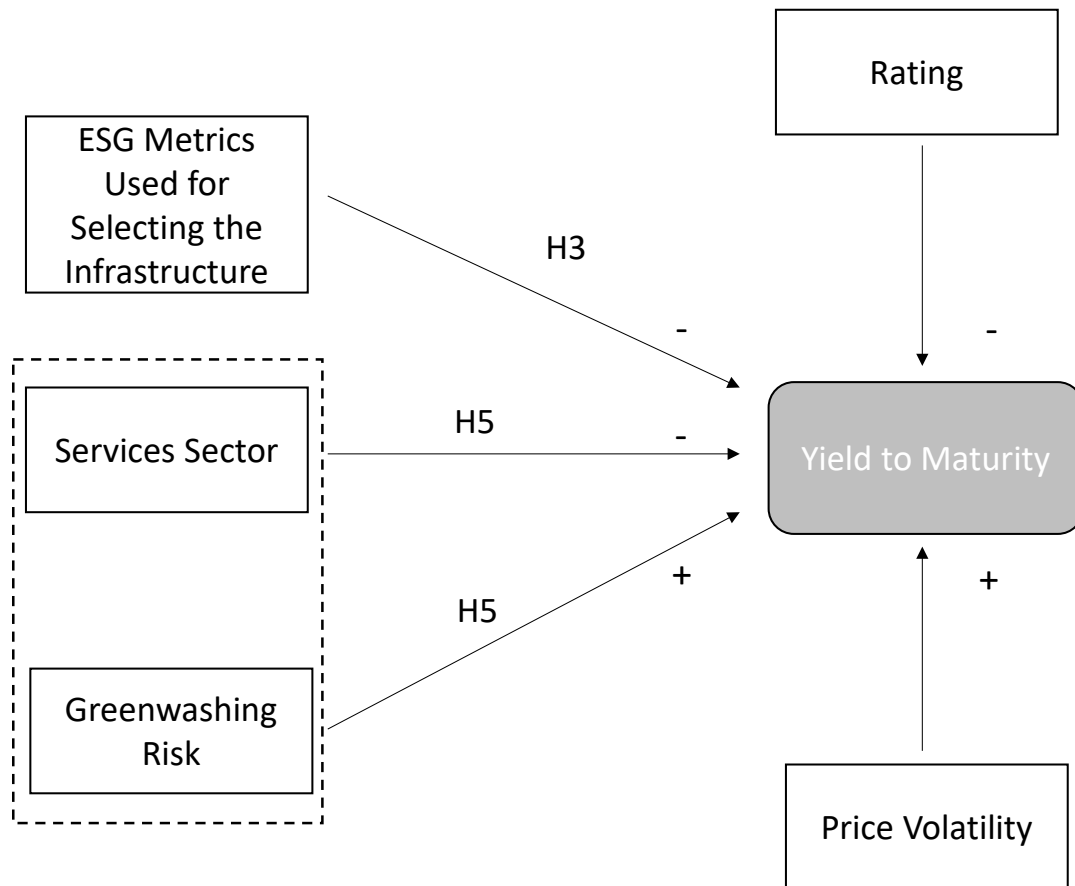 Rating
ESG Metrics
Used for
Selecting the
Infrastructure
H3
-
-
Services Sector
H5
-
Yield to Maturity
+
+
H5
Greenwashing
Risk
Price Volatility